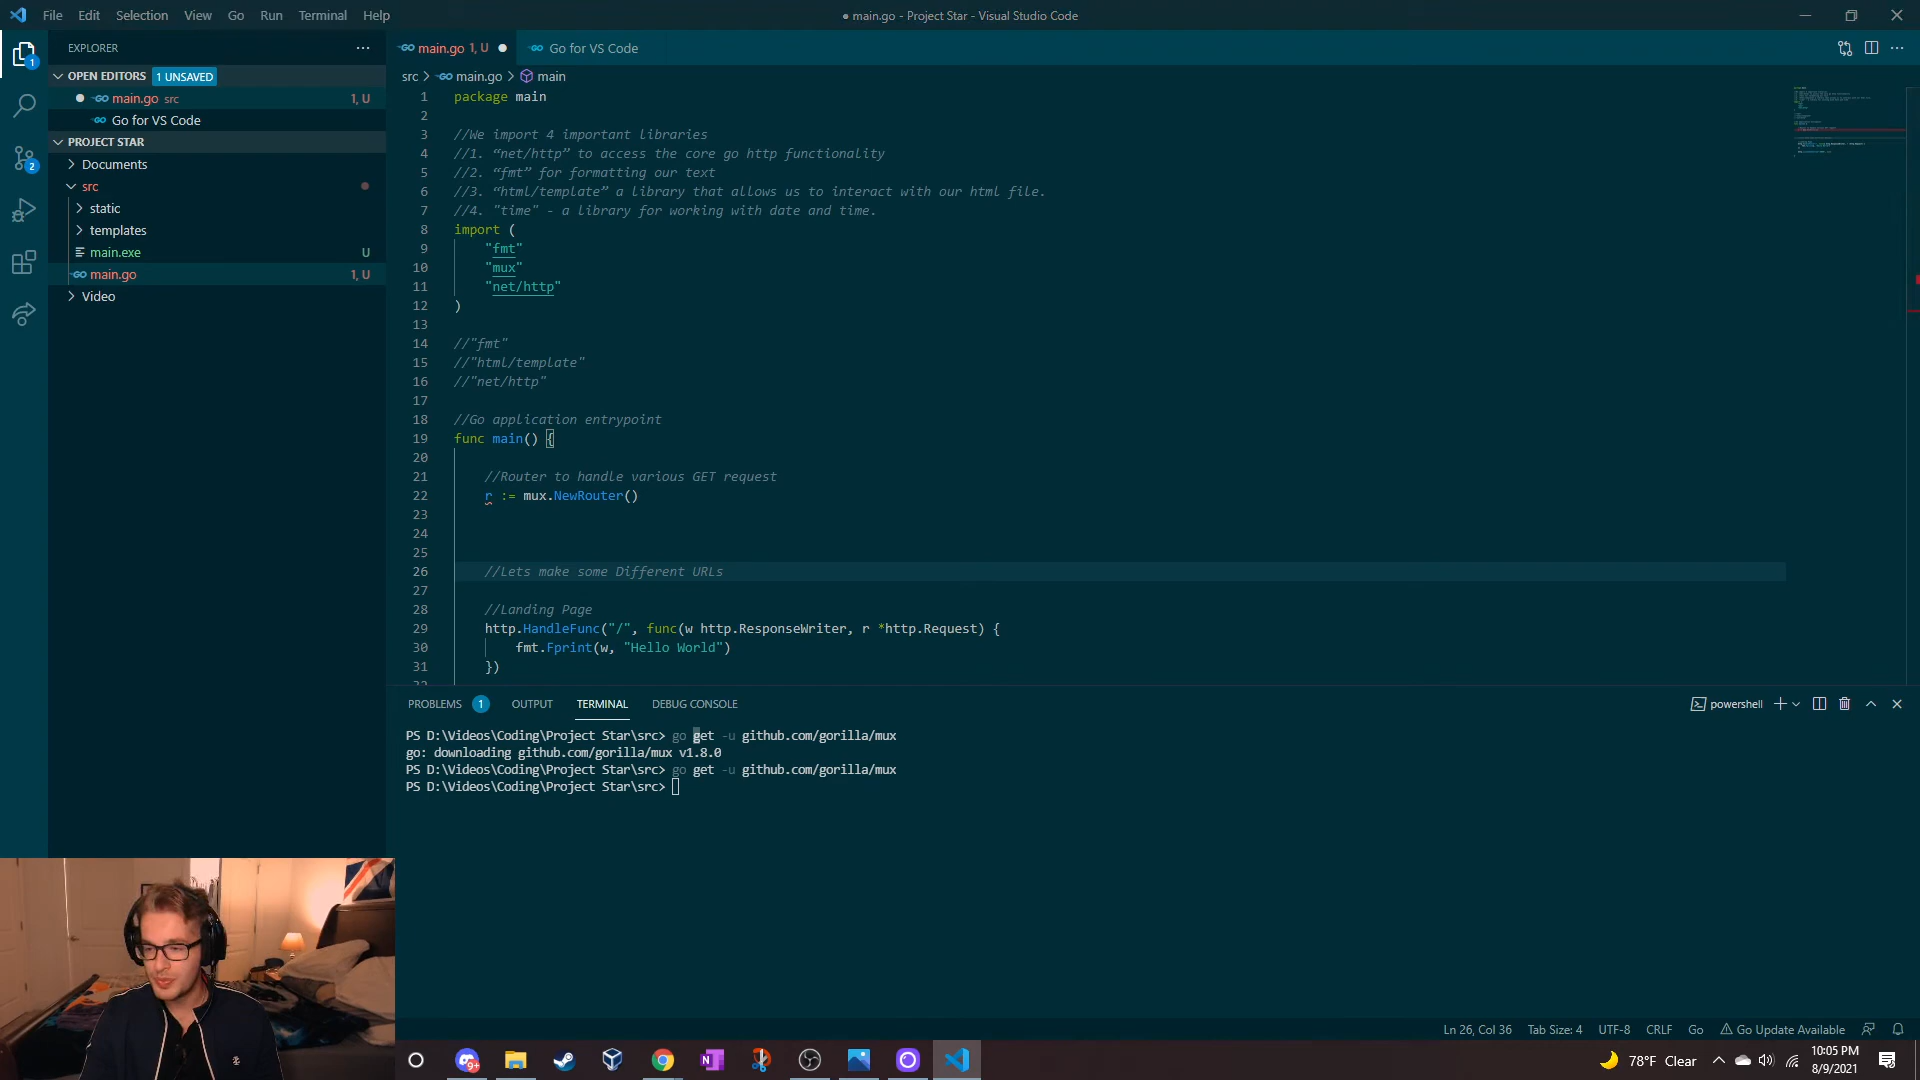 File Edit Selection View Go Run Terminal Help
● main.go - Project Star - Visual Studio Code
EXPLORER
OPEN EDITORS 1 UNSAVED
main.go src 1, U
Go for VS Code
PROJECT STAR
Documents
src
static
templates
main.exe U
main.go 1, U
Video
1
2
main.go 1, U
Go for VS Code
src > main.go > main
1 package main
2
3 //We import 4 important libraries
4 //1. “net/http” to access the core go http functionality
5 //2. “fmt” for formatting our text
6 //3. “html/template” a library that allows us to interact with our html file.
7 //4. "time" - a library for working with date and time.
8 import (
9 "fmt"
10 "mux"
11 "net/http"
12 )
13
14 //"fmt"
15 //"html/template"
16 //"net/http"
17
18 //Go application entrypoint
19 func main() {
20
21 //Router to handle various GET request
22 r := mux.NewRouter()
23
24
25
26 //Lets make some Different URLs
27
28 //Landing Page
29 http.HandleFunc("/", func(w http.ResponseWriter, r *http.Request) {
30 fmt.Fprint(w, "Hello World")
31 })
PROBLEMS 1 OUTPUT TERMINAL DEBUG CONSOLE
powershell
PS D:\Videos\Coding\Project Star\src> go get -u github.com/gorilla/mux
go: downloading github.com/gorilla/mux v1.8.0
PS D:\Videos\Coding\Project Star\src> go get -u github.com/gorilla/mux
PS D:\Videos\Coding\Project Star\src>
Ln 26, Col 36 Tab Size: 4 UTF-8 CRLF Go Go Update Available
9+
78°F Clear
10:05 PM
8/9/2021